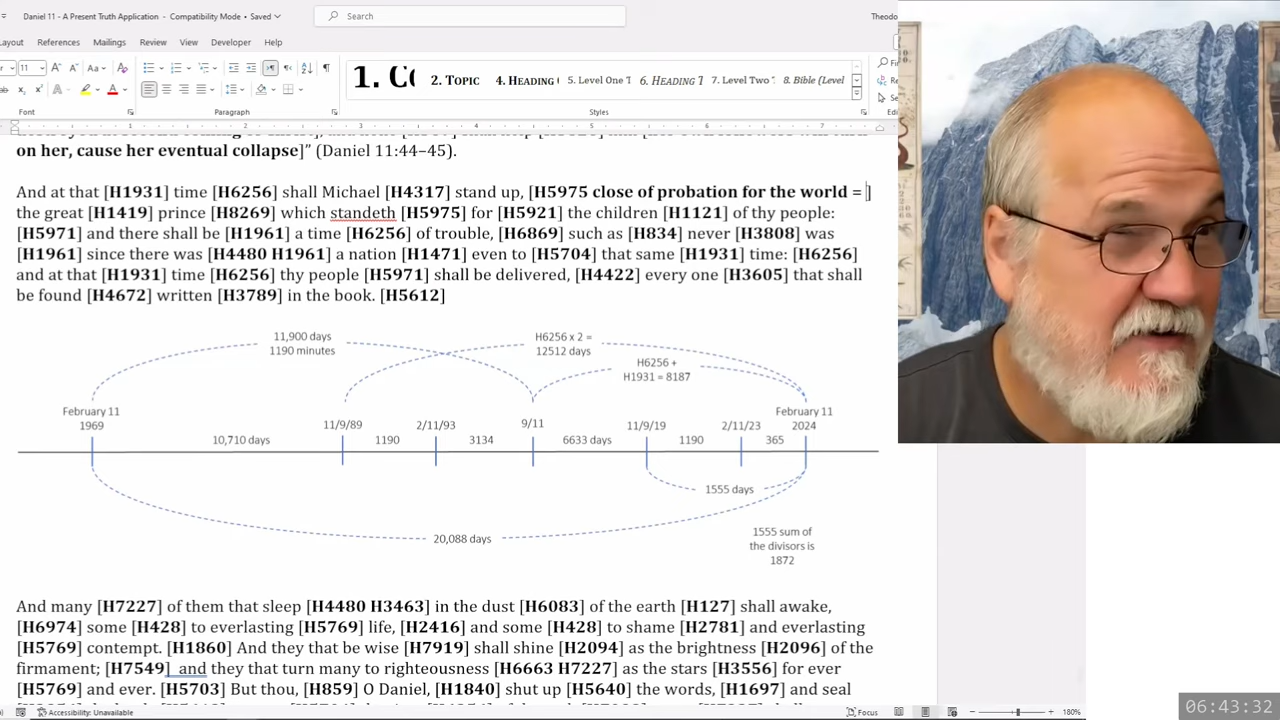 Daniel 11 - A Present Truth Application - Compatibility Mode • Saved
Search
Theodo
Layout References Mailings Review View Developer Help
11
Aa
Font
Paragraph
Styles
2. TOPIC
4. HEADING
5. Level One
6. HEADING
7. Level Two
8. Bible (Level
on her, cause her eventual collapse]” (Daniel 11:44–45).
And at that [H1931] time [H6256] shall Michael [H4317] stand up, [H5975 close of probation for the world = ]
the great [H1419] prince [H8269] which standeth [H5975] for [H5921] the children [H1121] of thy people:
[H5971] and there shall be [H1961] a time [H6256] of trouble, [H6869] such as [H834] never [H3808] was
[H1961] since there was [H4480 H1961] a nation [H1471] even to [H5704] that same [H1931] time: [H6256]
and at that [H1931] time [H6256] thy people [H5971] shall be delivered, [H4422] every one [H3605] that shall
be found [H4672] written [H3789] in the book. [H5612]
11,900 days
1190 minutes
H6256 x 2 =
12512 days
H6256 +
H1931 = 8187
February 11
1969
11/9/89
2/11/93
9/11
11/9/19
2/11/23
February 11
2024
10,710 days
1190
3134
6633 days
1190
365
1555 days
20,088 days
1555 sum of
the divisors is
1872
And many [H7227] of them that sleep [H4480 H3463] in the dust [H6083] of the earth [H127] shall awake,
[H6974] some [H428] to everlasting [H5769] life, [H2416] and some [H428] to shame [H2781] and everlasting
[H5769] contempt. [H1860] And they that be wise [H7919] shall shine [H2094] as the brightness [H2096] of the
firmament; [H7549] and they that turn many to righteousness [H6663 H7227] as the stars [H3556] for ever
[H5769] and ever. [H5703] But thou, [H859] O Daniel, [H1840] shut up [H5640] the words, [H1697] and seal
Accessibility: Unavailable
Focus
180%
06:43:32